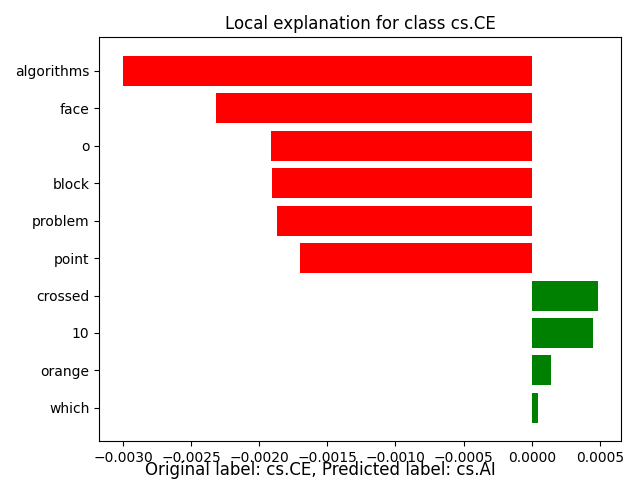 Local explanation for class cs.CE
algorithms
face
o
block
problem
point
crossed
10
orange
which
−0.0030 −0.0025 −0.0020 −0.0015 −0.0010 −0.0005 0.0000 0.0005
Original label: cs.CE, Predicted label: cs.AI